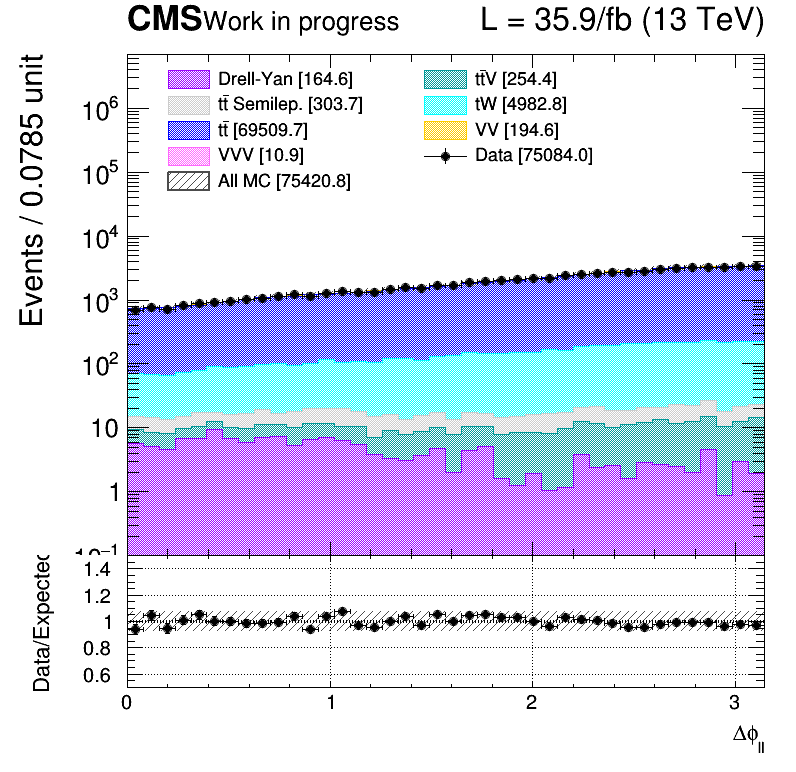 CMS Work in progress L = 35.9/fb (13 TeV)
Events / 0.0785 unit
Drell-Yan [164.6]
tt̄V [254.4]
tt̄ Semilep. [303.7]
tW [4982.8]
tt̄ [69509.7]
VV [194.6]
VVV [10.9]
Data [75084.0]
All MC [75420.8]
10⁶
10⁵
10⁴
10³
10²
10
1
10⁻¹
Data/Expected
1.4
1.2
1
0.8
0.6
0 1 2 3
Δϕ_ll